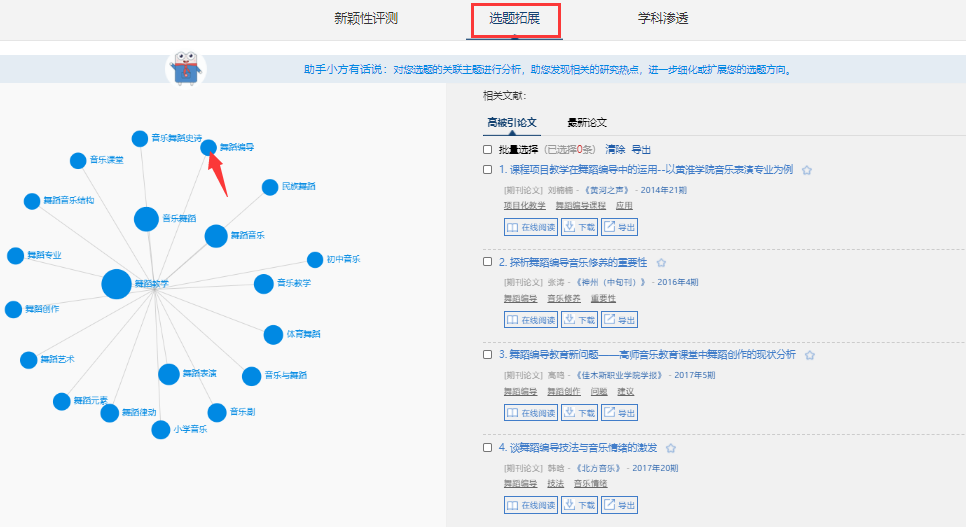 新颖性评测 选题拓展 学科渗透
助手小方有话说：对您选题的关联主题进行分析，助您发现相关的研究热点，进一步细化或扩展您的选题方向。
音乐舞蹈史诗
舞蹈编导
音乐课堂
民族舞蹈
舞蹈音乐结构
音乐舞蹈
舞蹈音乐
舞蹈专业
初中音乐
舞蹈教学
音乐教学
舞蹈创作
体育舞蹈
舞蹈艺术
舞蹈表演
音乐与舞蹈
舞蹈元素
舞蹈律动
音乐剧
小学音乐
相关文献：
高被引论文 最新论文
批量选择 (已选择0条) 清除 导出
1. 课程项目教学在舞蹈编导中的运用--以黄淮学院音乐表演专业为例
[期刊论文] 刘楠楠 - 《黄河之声》 - 2014年21期
项目化教学 舞蹈编导课程 应用
在线阅读 下载 导出
2. 探析舞蹈编导音乐修养的重要性
[期刊论文] 张涛 - 《神州（中旬刊）》 - 2016年4期
舞蹈编导 音乐修养 重要性
在线阅读 下载 导出
3. 舞蹈编导教育新问题——高师音乐教育课堂中舞蹈创作的现状分析
[期刊论文] 高鸣 - 《佳木斯职业学院学报》 - 2017年5期
舞蹈编导 舞蹈创作 问题 建议
在线阅读 下载 导出
4. 谈舞蹈编导技法与音乐情绪的激发
[期刊论文] 韩晗 - 《北方音乐》 - 2017年20期
舞蹈编导 技法 音乐情绪
在线阅读 下载 导出